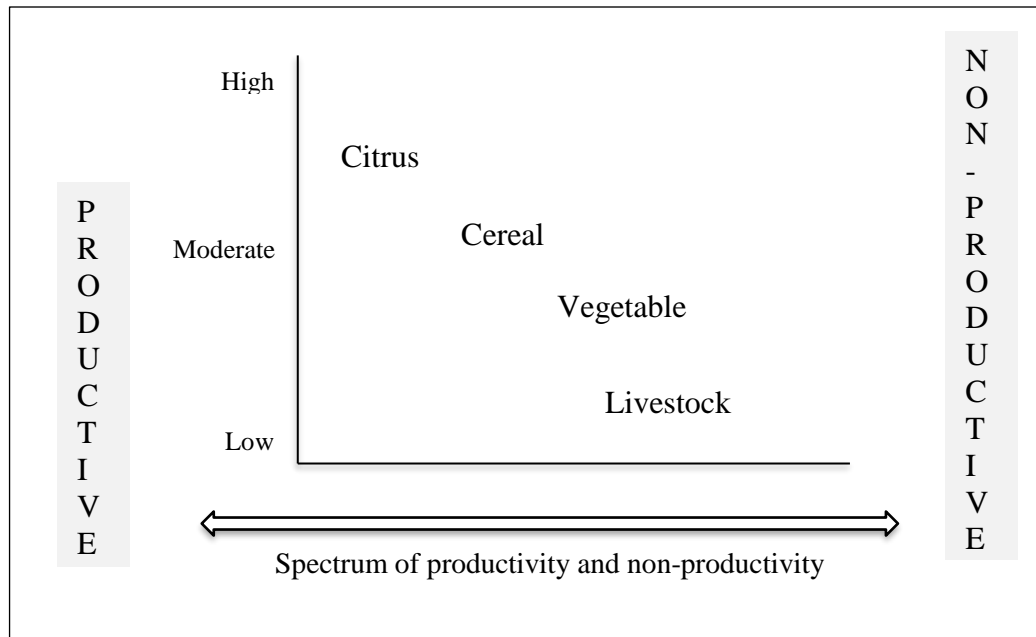 High
Citrus
Moderate
Cereal
Vegetable
Livestock
Low
Spectrum of productivity and non-productivity
P
R
O
D
U
C
T
I
V
E
N
O
N
-
P
R
O
D
U
C
T
I
V
E